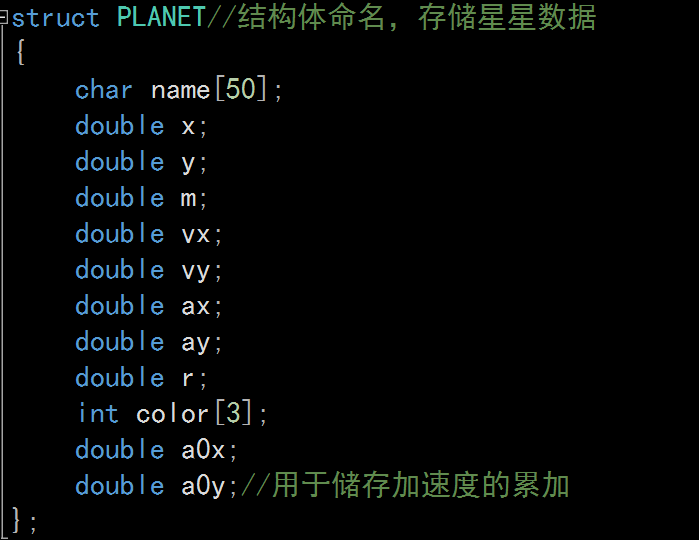 struct PLANET//结构体命名，存储星星数据
{
char name[50];
double x;
double y;
double m;
double vx;
double vy;
double ax;
double ay;
double r;
int color[3];
double a0x;
double a0y;//用于储存加速度的累加
};